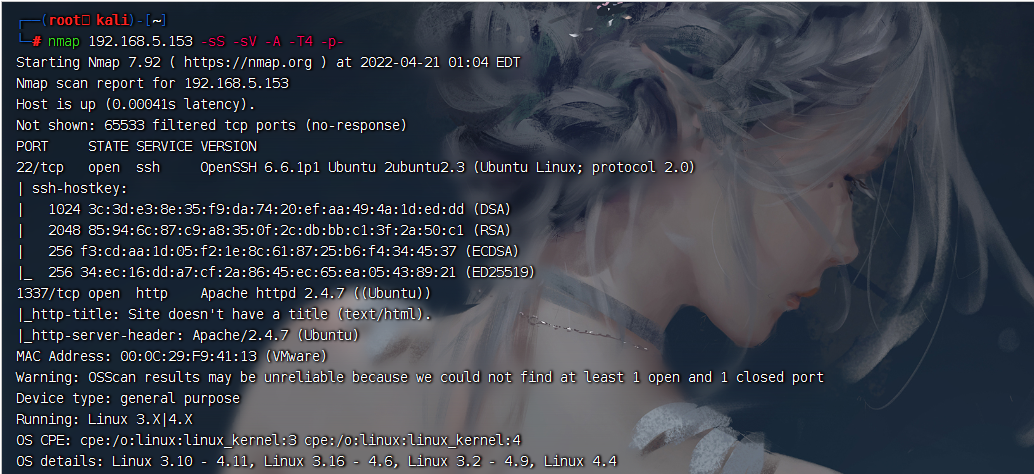 ┌──(root㉿kali)-[~]
└─# nmap 192.168.5.153 -sS -sV -A -T4 -p-
Starting Nmap 7.92 ( https://nmap.org ) at 2022-04-21 01:04 EDT
Nmap scan report for 192.168.5.153
Host is up (0.00041s latency).
Not shown: 65533 filtered tcp ports (no-response)
PORT     STATE SERVICE VERSION
22/tcp   open  ssh     OpenSSH 6.6.1p1 Ubuntu 2ubuntu2.3 (Ubuntu Linux; protocol 2.0)
| ssh-hostkey:
|   1024 3c:3d:e3:8e:35:f9:da:74:20:ef:aa:49:4a:1d:ed:dd (DSA)
|   2048 85:94:6c:87:c9:a8:35:0f:2c:db:bb:c1:3f:2a:50:c1 (RSA)
|   256 f3:cd:aa:1d:05:f2:1e:8c:61:87:25:b6:f4:34:45:37 (ECDSA)
|_  256 34:ec:16:dd:a7:cf:2a:86:45:ec:65:ea:05:43:89:21 (ED25519)
1337/tcp open  http    Apache httpd 2.4.7 ((Ubuntu))
|_http-title: Site doesn't have a title (text/html).
|_http-server-header: Apache/2.4.7 (Ubuntu)
MAC Address: 00:0C:29:F9:41:13 (VMware)
Warning: OSScan results may be unreliable because we could not find at least 1 open and 1 closed port
Device type: general purpose
Running: Linux 3.X|4.X
OS CPE: cpe:/o:linux:linux_kernel:3 cpe:/o:linux:linux_kernel:4
OS details: Linux 3.10 - 4.11, Linux 3.16 - 4.6, Linux 3.2 - 4.9, Linux 4.4